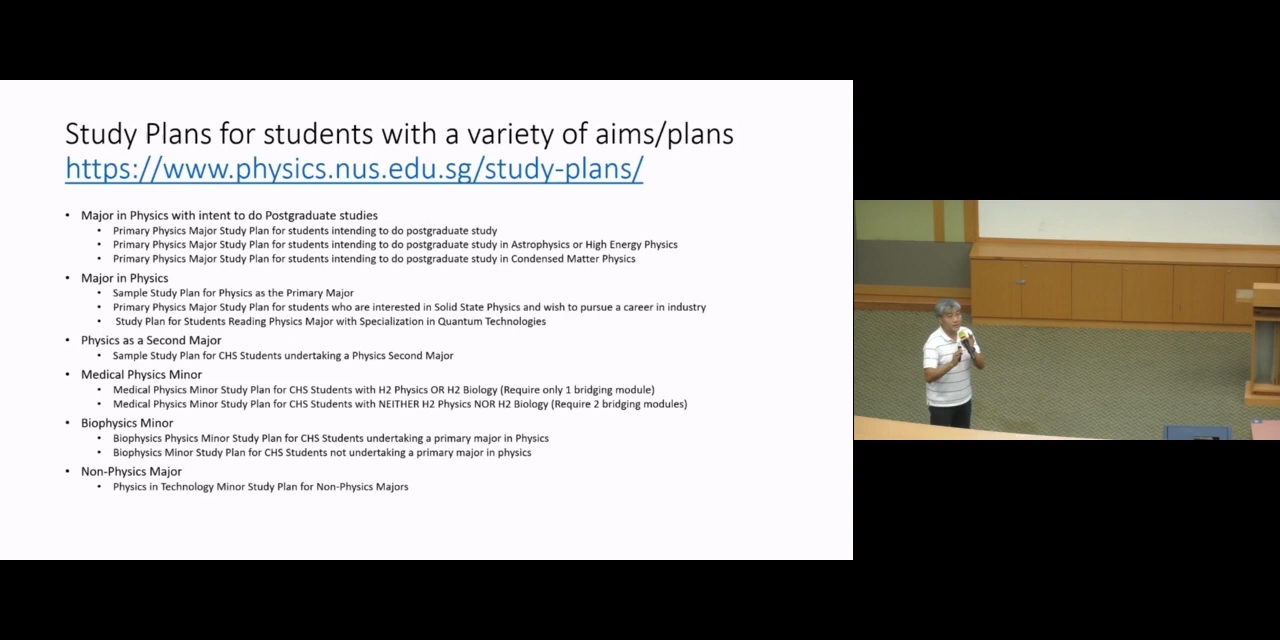 Study Plans for students with a variety of aims/plans
https://www.physics.nus.edu.sg/study-plans/
• Major in Physics with intent to do Postgraduate studies
• Primary Physics Major Study Plan for students intending to do postgraduate study
• Primary Physics Major Study Plan for students intending to do postgraduate study in Astrophysics or High Energy Physics
• Primary Physics Major Study Plan for students intending to do postgraduate study in Condensed Matter Physics
• Major in Physics
• Sample Study Plan for Physics as the Primary Major
• Primary Physics Major Study Plan for students who are interested in Solid State Physics and wish to pursue a career in industry
• Study Plan for Students Reading Physics Major with Specialization in Quantum Technologies
• Physics as a Second Major
• Sample Study Plan for CHS Students undertaking a Physics Second Major
• Medical Physics Minor
• Medical Physics Minor Study Plan for CHS Students with H2 Physics OR H2 Biology (Require only 1 bridging module)
• Medical Physics Minor Study Plan for CHS Students with NEITHER H2 Physics NOR H2 Biology (Require 2 bridging modules)
• Biophysics Minor
• Biophysics Physics Minor Study Plan for CHS Students undertaking a primary major in Physics
• Biophysics Minor Study Plan for CHS Students not undertaking a primary major in physics
• Non-Physics Major
• Physics in Technology Minor Study Plan for Non-Physics Majors